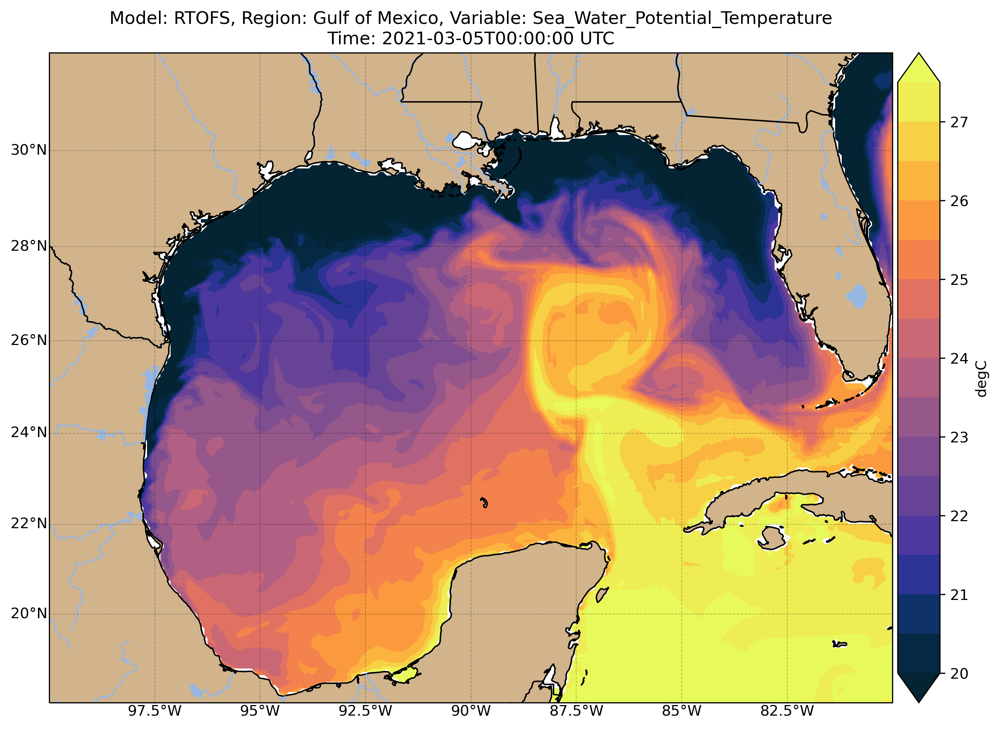 Model: RTOFS, Region: Gulf of Mexico, Variable: Sea_Water_Potential_Temperature
Time: 2021-03-05T00:00:00 UTC
30°N
28°N
26°N
24°N
22°N
20°N
97.5°W
95°W
92.5°W
90°W
87.5°W
85°W
82.5°W
27
26
25
24
23
22
21
20
degC